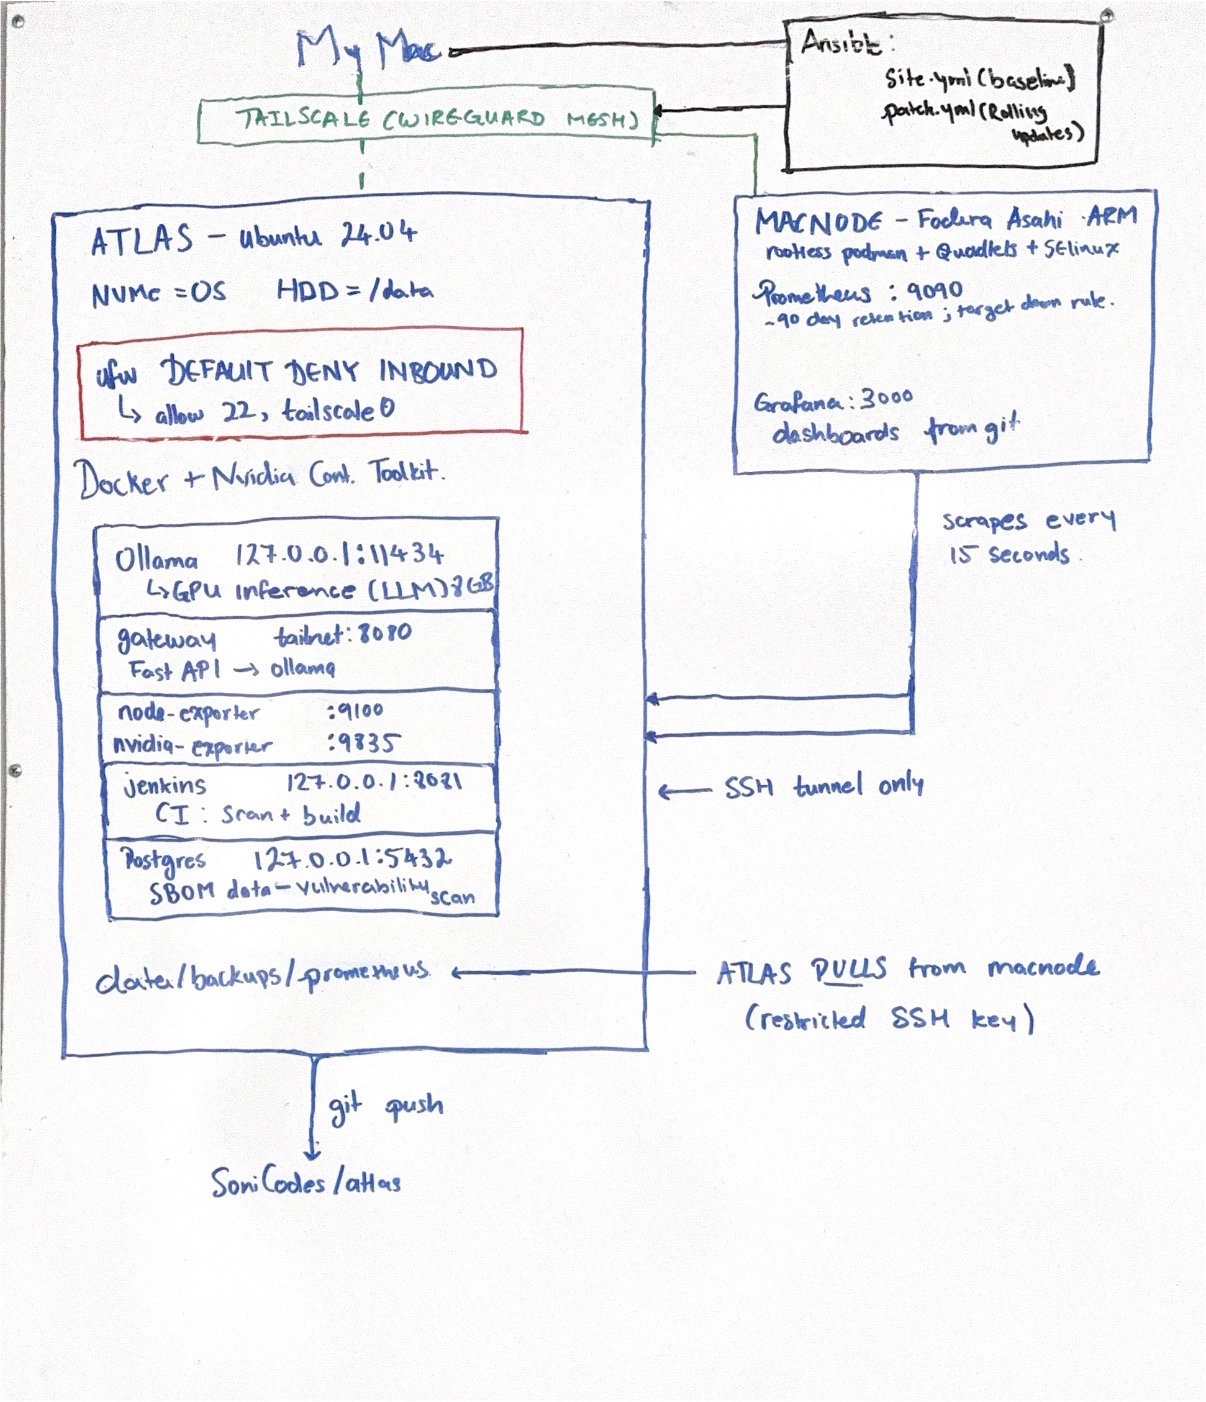 My Mac
Ansible:
site.yml (baseline)
patch.yml (Rolling
updates)
TAILSCALE (WIREGUARD MESH)
ATLAS - Ubuntu 24.04
NVMe = OS HDD = /data
ufw DEFAULT DENY INBOUND
↳ allow 22, tailscale0
Docker + Nvidia Cont. Toolkit.
Ollama 127.0.0.1:11434
↳ GPU inference (LLM) 8GB
gateway tailnet:8080
Fast API → ollama
node-exporter :9100
nvidia-exporter :9835
jenkins 127.0.0.1:8081
CI: scan + build
Postgres 127.0.0.1:5432
SBOM data - vulnerability scan
data/backups/prometheus
MACNODE - Fedora Asahi ARM
rootless podman + Quadlets + SElinux
Prometheus : 9090
~90 day retention ; target down rule.
Grafana: 3000
dashboards from git
scrapes every
15 seconds.
← SSH tunnel only
ATLAS PULLS from macnode
(restricted SSH key)
git push
SoniCodes/atlas